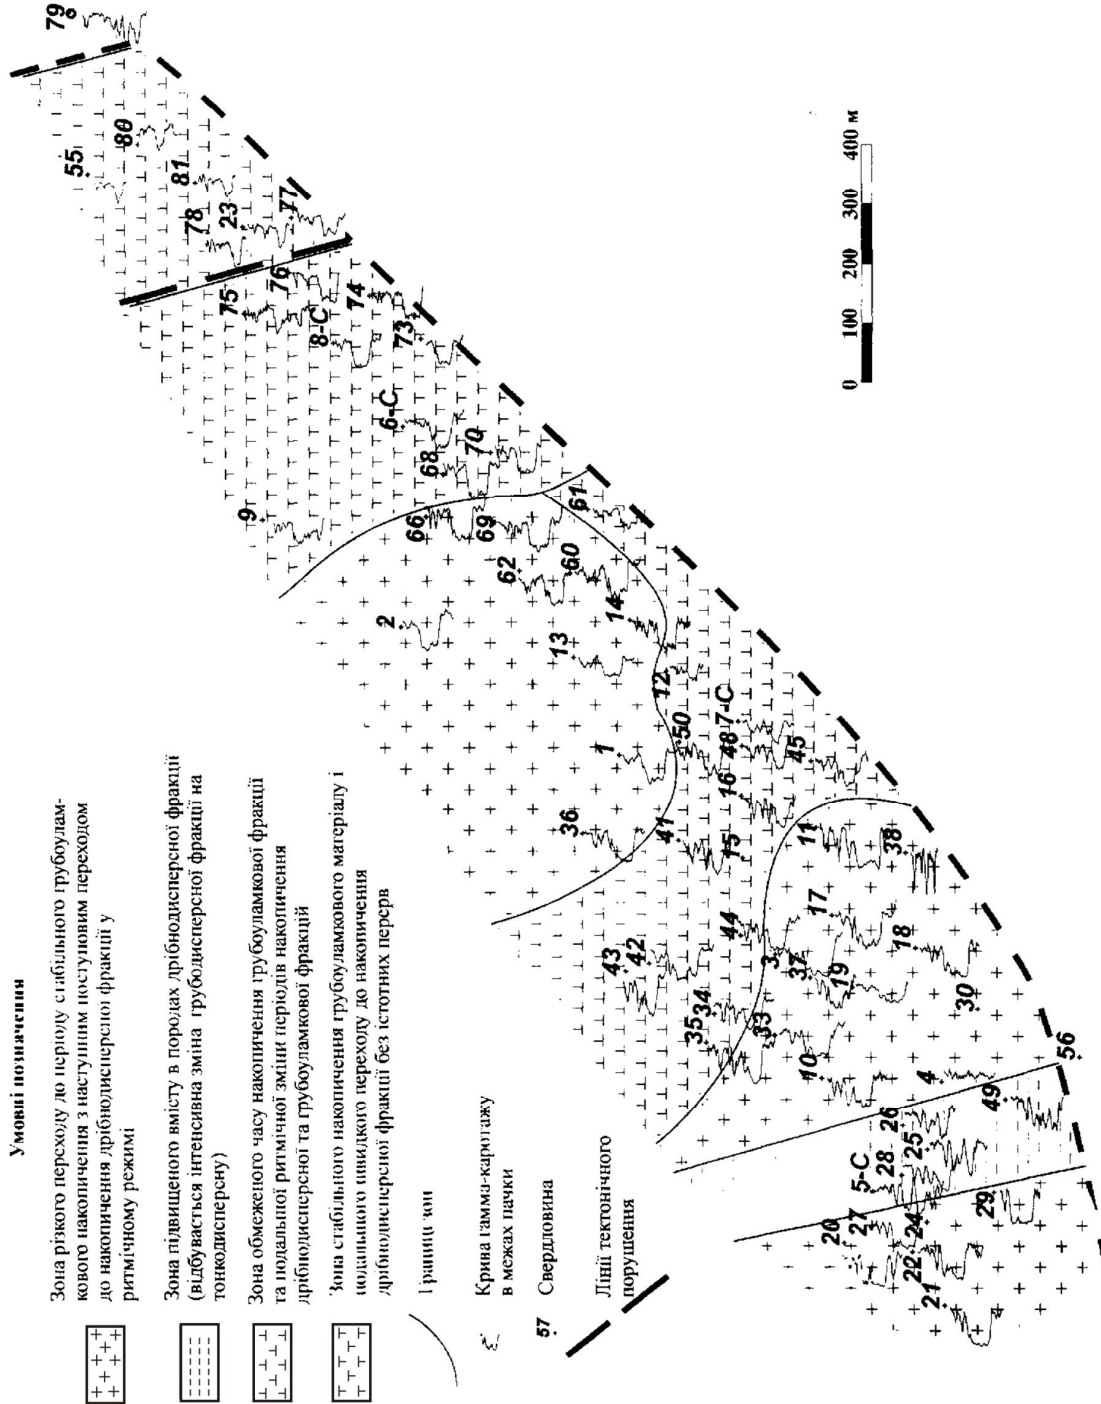 Умовні позначення
Зона різкого переходу до періоду стабільного грубоулам-
кового накопичення з наступним поступовим переходом
до накопичення дрібнодисперсної фракції у
ритмічному режимі
Зона підвищеного вмісту в породах дрібнодисперсної фракції
(відбувається інтенсивна зміна грубодисперсної фракції на
тонкодисперсну)
Зона обмеженого часу накопичення грубоуламкової фракції
та подальшої ритмічної зміни періодів накопичення
дрібнодисперсної та грубоуламкової фракцій
Зона стабільного накопичення грубоуламкового матеріалу і
подальшого швидкого переходу до накопичення
дрібнодисперсної фракції без істотних перерв
Границі зон
Крива гамма-каротажу
в межах пачки
57
Свердловина
Лінії тектонічного
порушення
79
55
80
81
78
23
77
76
75
8-С
74
73
6-С
68
70
9
66
69
61
62
60
2
14
13
12
7-С
50
48
1
45
16
36
41
15
11
38
17
44
18
43
42
3
37
19
30
34
35
33
10
56
4
49
26
25
28
5-С
29
27
24
20
22
21
0 100 200 300 400 м